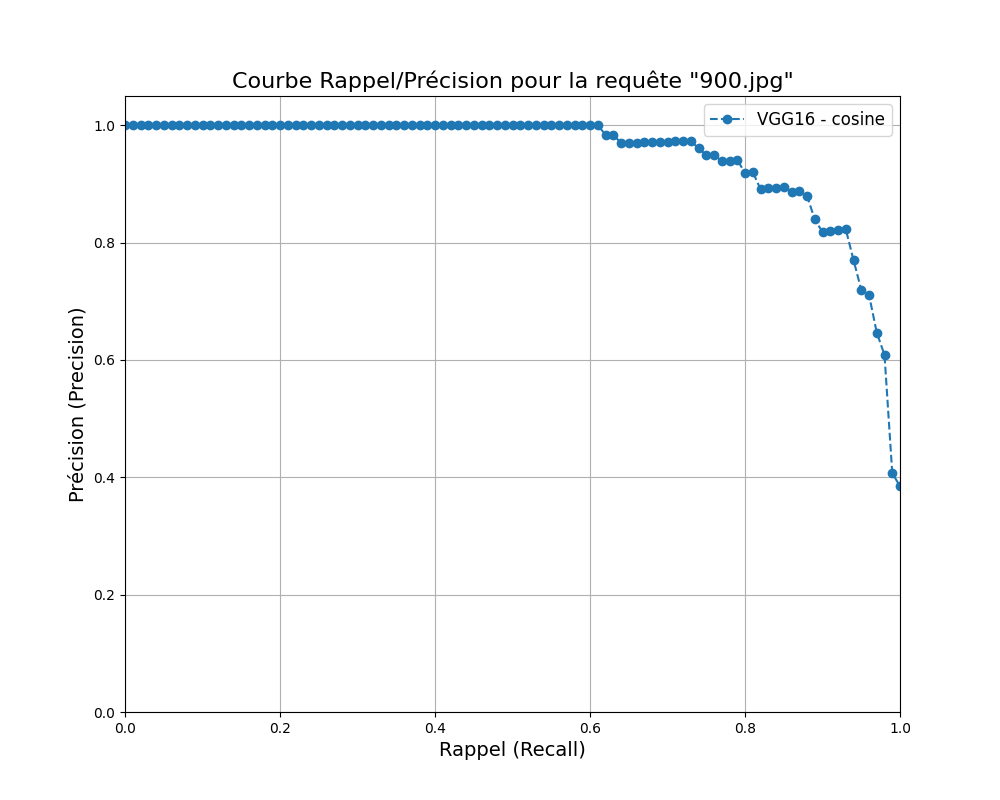 Courbe Rappel/Précision pour la requête "900.jpg"
VGG16 - cosine
1.0
0.8
0.6
0.4
0.2
0.0
Précision (Precision)
0.0 0.2 0.4 0.6 0.8 1.0
Rappel (Recall)